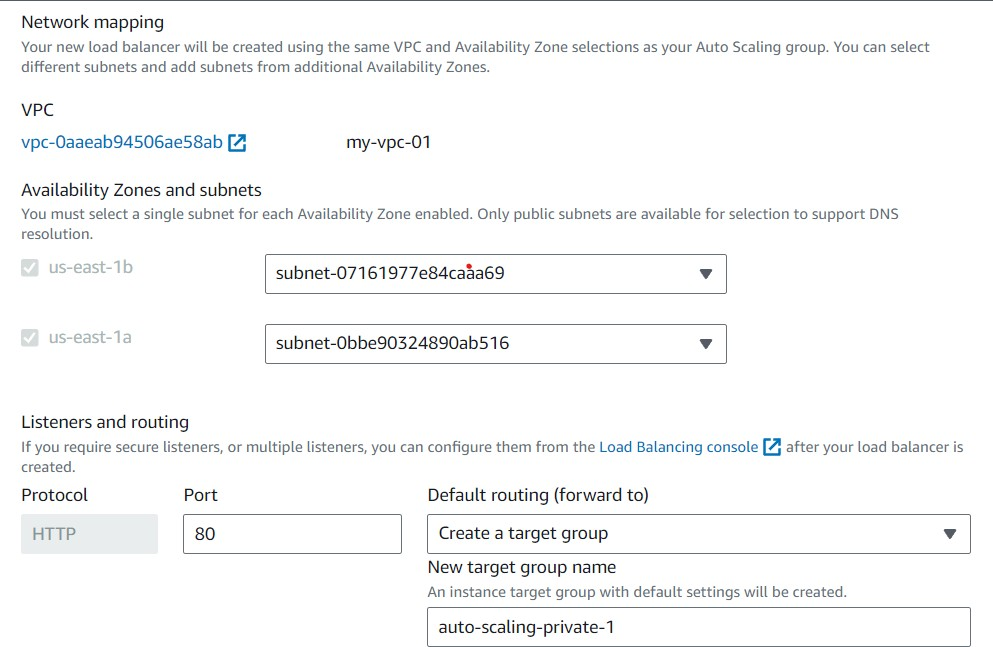 Network mapping
Your new load balancer will be created using the same VPC and Availability Zone selections as your Auto Scaling group. You can select
different subnets and add subnets from additional Availability Zones.
VPC
vpc-0aaeab94506ae58ab my-vpc-01
Availability Zones and subnets
You must select a single subnet for each Availability Zone enabled. Only public subnets are available for selection to support DNS
resolution.
us-east-1b subnet-07161977e84caaa69
us-east-1a subnet-0bbe90324890ab516
Listeners and routing
If you require secure listeners, or multiple listeners, you can configure them from the Load Balancing console after your load balancer is
created.
Protocol Port Default routing (forward to)
HTTP 80 Create a target group
New target group name
An instance target group with default settings will be created.
auto-scaling-private-1